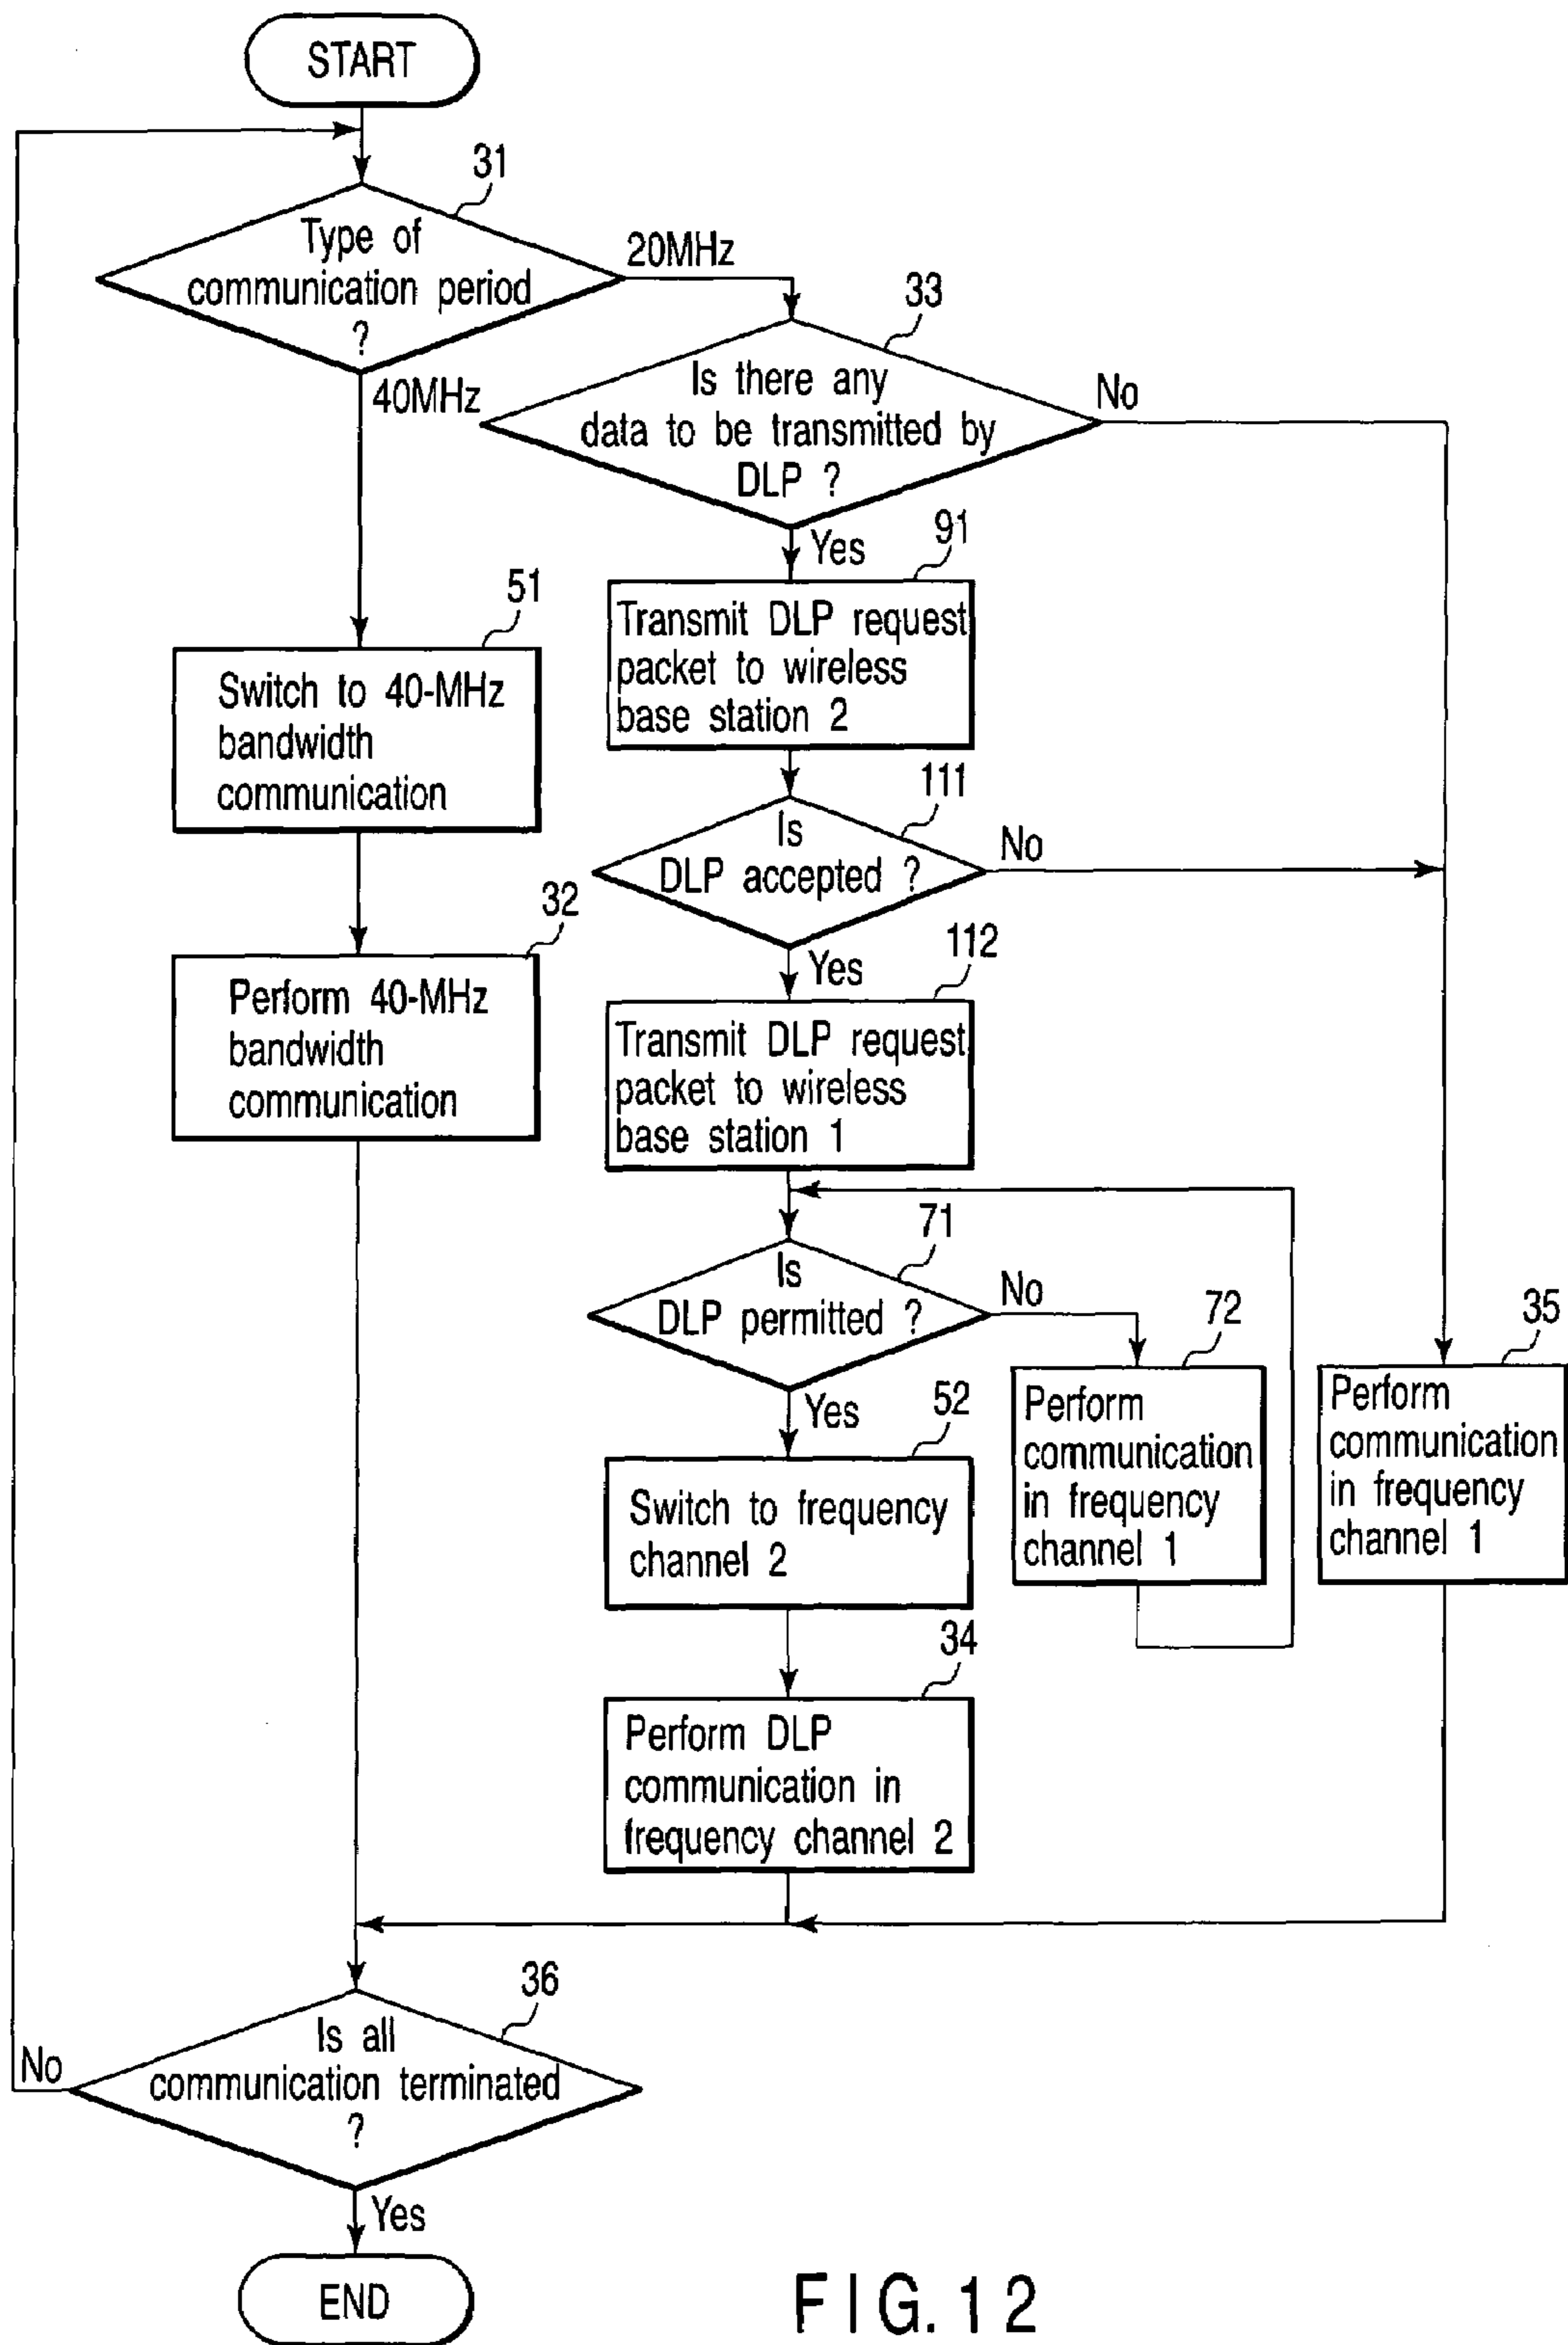 START
31
Type of
communication period
?
20MHz
40MHz
33
Is there any
data to be transmitted by
DLP ?
No
Yes
91
Transmit DLP request
packet to wireless
base station 2
51
Switch to 40-MHz
bandwidth
communication
111
Is
DLP accepted ?
No
Yes
32
Perform 40-MHz
bandwidth
communication
112
Transmit DLP request
packet to wireless
base station 1
71
Is
DLP permitted ?
No
Yes
72
Perform
communication
in frequency
channel 1
35
Perform
communication
in frequency
channel 1
52
Switch to frequency
channel 2
34
Perform DLP
communication in
frequency channel 2
36
Is all
communication terminated
?
No
Yes
END
FIG.12